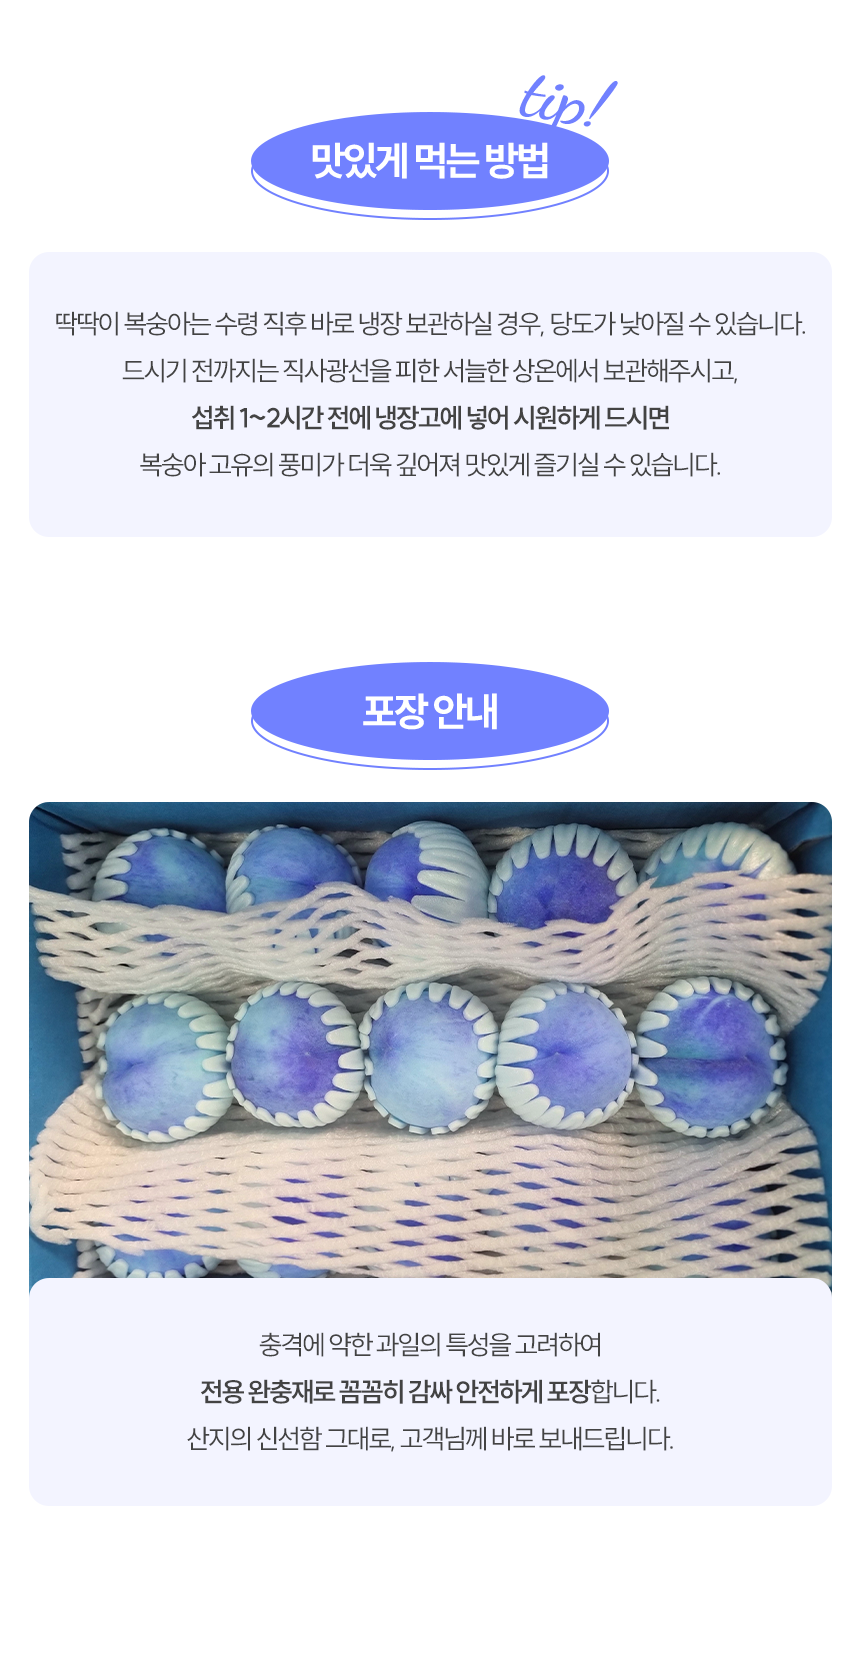 tip!
맛있게 먹는 방법
딱딱이 복숭아는 수령 직후 바로 냉장 보관하실 경우, 당도가 낮아질 수 있습니다.
드시기 전까지는 직사광선을 피한 서늘한 상온에서 보관해주시고,
섭취 1~2시간 전에 냉장고에 넣어 시원하게 드시면
복숭아 고유의 풍미가 더욱 깊어져 맛있게 즐기실 수 있습니다.
포장 안내
충격에 약한 과일의 특성을 고려하여
전용 완충재로 꼼꼼히 감싸 안전하게 포장합니다.
산지의 신선함 그대로, 고객님께 바로 보내드립니다.